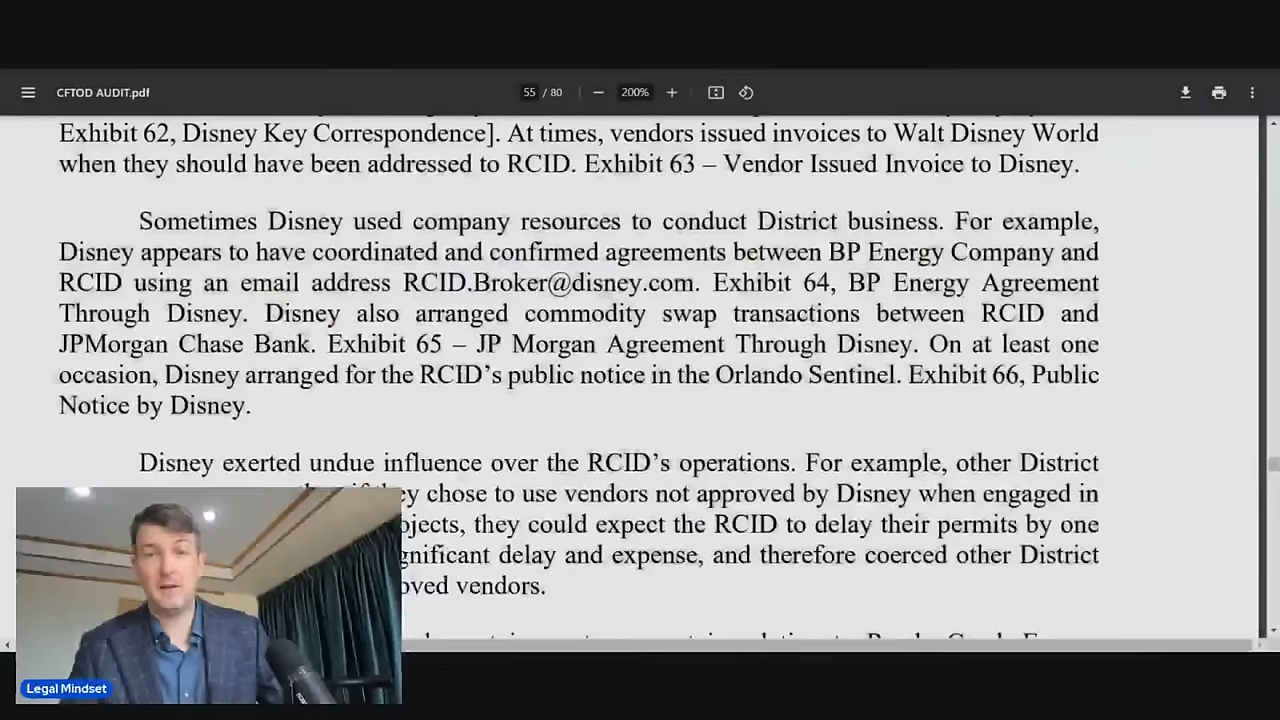 CFTOD AUDIT.pdf
55 / 80
200%
Exhibit 62, Disney Key Correspondence]. At times, vendors issued invoices to Walt Disney World
when they should have been addressed to RCID. Exhibit 63 – Vendor Issued Invoice to Disney.
Sometimes Disney used company resources to conduct District business. For example,
Disney appears to have coordinated and confirmed agreements between BP Energy Company and
RCID using an email address RCID.Broker@disney.com. Exhibit 64, BP Energy Agreement
Through Disney. Disney also arranged commodity swap transactions between RCID and
JPMorgan Chase Bank. Exhibit 65 – JP Morgan Agreement Through Disney. On at least one
occasion, Disney arranged for the RCID’s public notice in the Orlando Sentinel. Exhibit 66, Public
Notice by Disney.
Disney exerted undue influence over the RCID’s operations. For example, other District
if they chose to use vendors not approved by Disney when engaged in
they could expect the RCID to delay their permits by one
delay and expense, and therefore coerced other District
vendors.
Legal Mindset